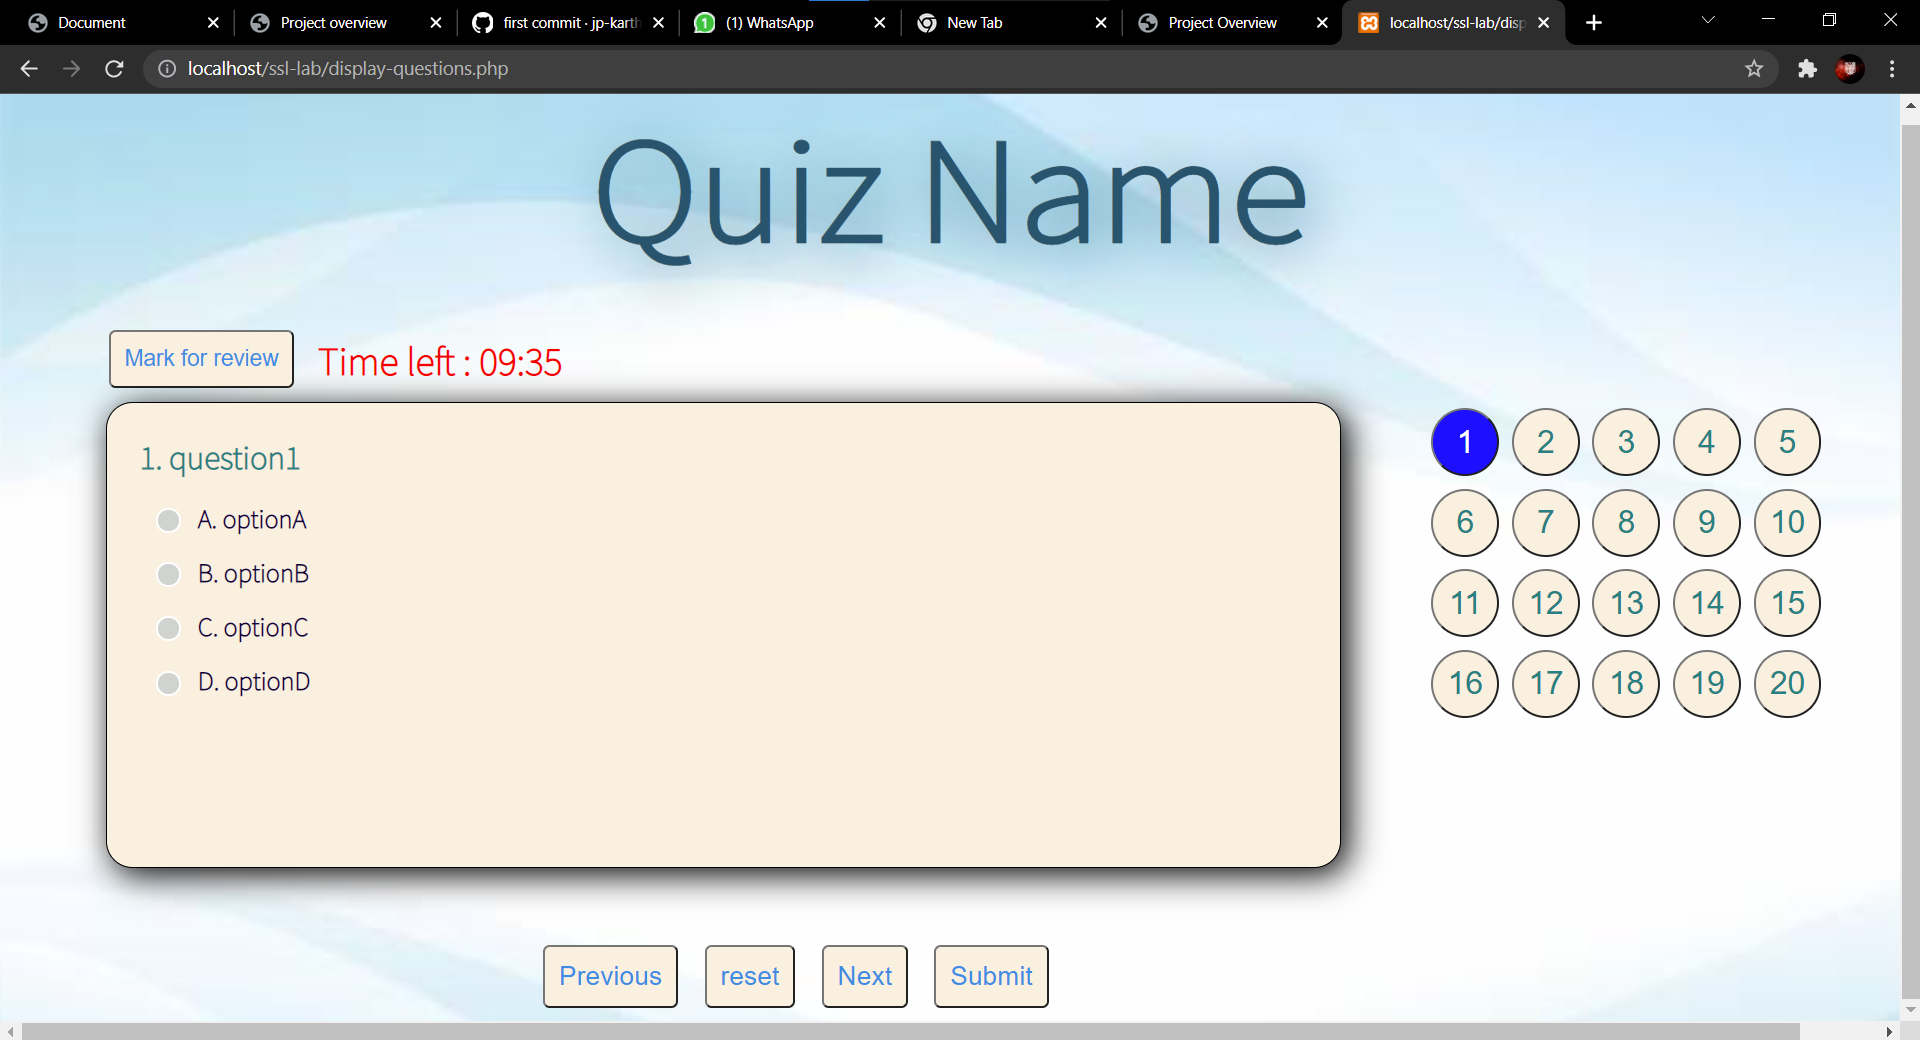 Document
Project overview
first commit · jp-karth
(1) WhatsApp
New Tab
Project Overview
localhost/ssl-lab/disp
localhost/ssl-lab/display-questions.php
Quiz Name
Mark for review
Time left : 09:35
1. question1
A. optionA
B. optionB
C. optionC
D. optionD
1 2 3 4 5
6 7 8 9 10
11 12 13 14 15
16 17 18 19 20
Previous reset Next Submit